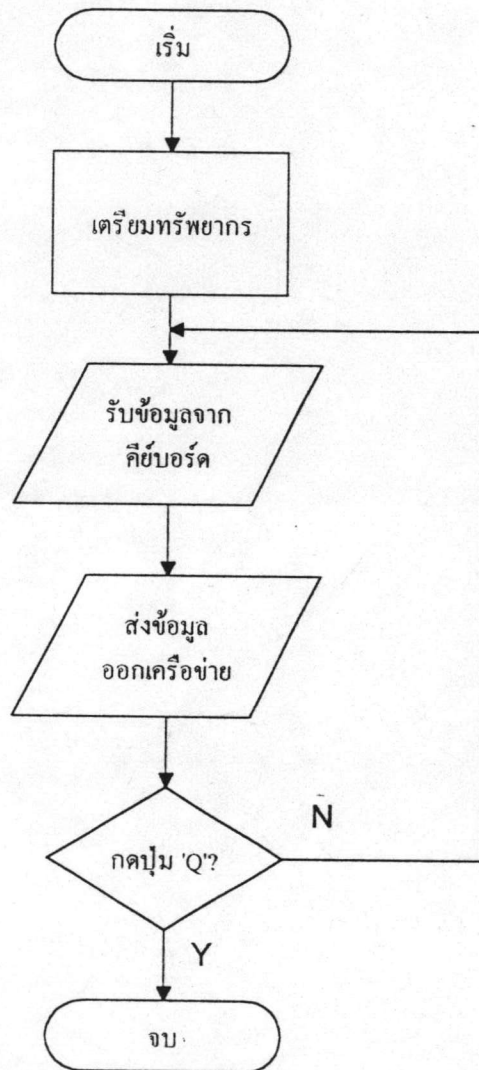 เริ่ม
เตรียมทรัพยากร
รับข้อมูลจาก
คีย์บอร์ด
ส่งข้อมูล
ออกเครือข่าย
กดปุ่ม 'Q'?
N
Y
จบ